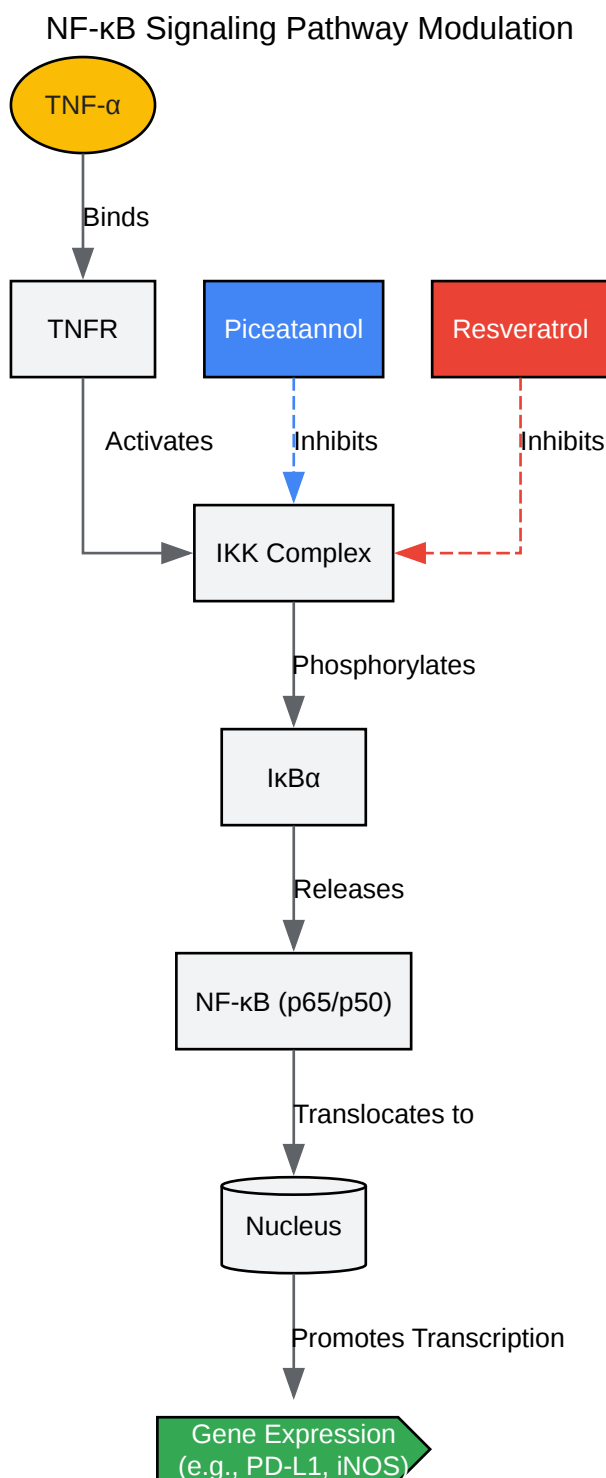 NF-κB Signaling Pathway Modulation
TNF-α
Binds
TNFR
Piceatannol
Resveratrol
Activates
Inhibits
Inhibits
IKK Complex
Phosphorylates
IκBα
Releases
NF-κB (p65/p50)
Translocates to
Nucleus
Promotes Transcription
Gene Expression
(e.g., PD-L1, iNOS)